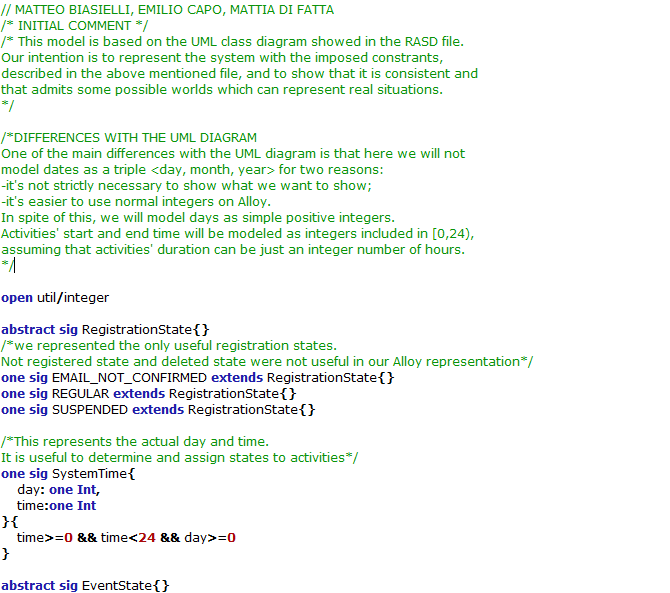 // MATTEO BIASIELLI, EMILIO CAPO, MATTIA DI FATTA
/* INITIAL COMMENT */
/* This model is based on the UML class diagram showed in the RASD file.
Our intention is to represent the system with the imposed constrants,
described in the above mentioned file, and to show that it is consistent and
that admits some possible worlds which can represent real situations.
*/
/*DIFFERENCES WITH THE UML DIAGRAM
One of the main differences with the UML diagram is that here we will not
model dates as a triple <day, month, year> for two reasons:
-it's not strictly necessary to show what we want to show;
-it's easier to use normal integers on Alloy.
In spite of this, we will model days as simple positive integers.
Activities' start and end time will be modeled as integers included in [0,24),
assuming that activities' duration can be just an integer number of hours.
*/
open util/integer
abstract sig RegistrationState{}
/*we represented the only useful registration states.
Not registered state and deleted state were not useful in our Alloy representation*/
one sig EMAIL_NOT_CONFIRMED extends RegistrationState{}
one sig REGULAR extends RegistrationState{}
one sig SUSPENDED extends RegistrationState{}
/*This represents the actual day and time.
It is useful to determine and assign states to activities*/
one sig SystemTime{
day: one Int,
time:one Int
}{
time>=0 && time<24 && day>=0
}
abstract sig EventState{}